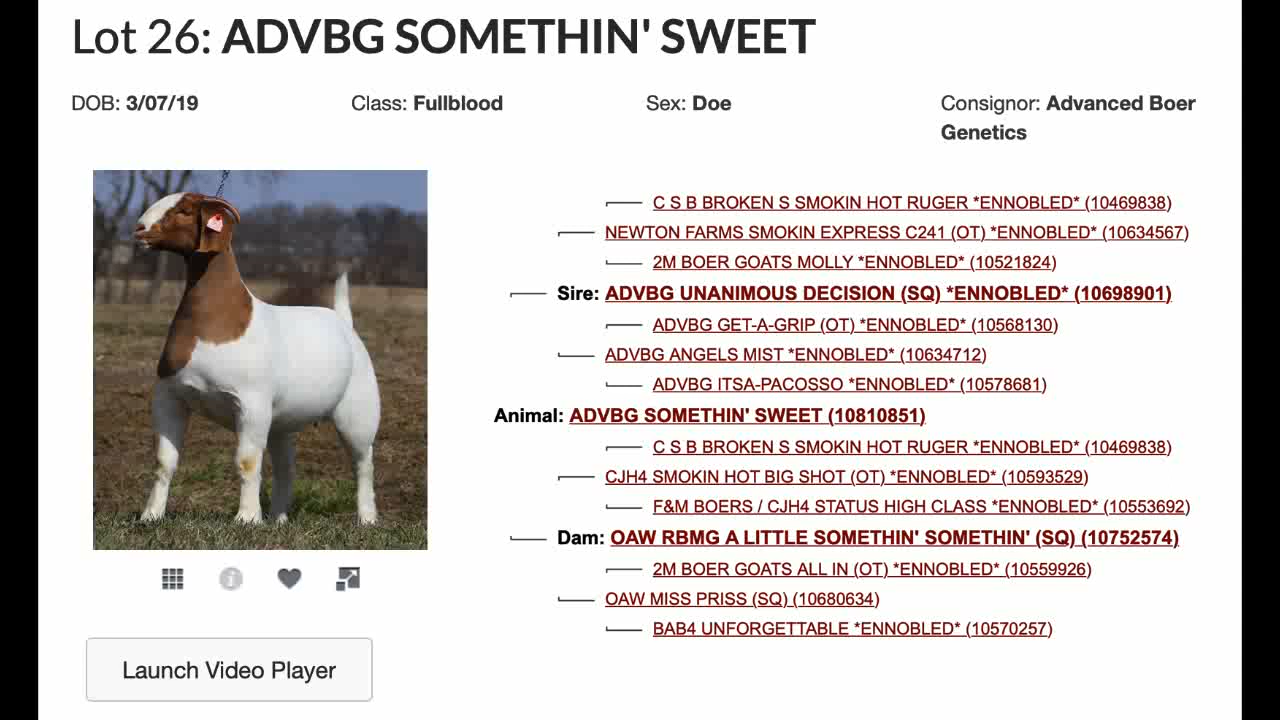 Lot 26: ADVBG SOMETHIN' SWEET
DOB: 3/07/19
Class: Fullblood
Sex: Doe
Consignor: Advanced Boer
Genetics
C S B BROKEN S SMOKIN HOT RUGER *ENNOBLED* (10469838)
NEWTON FARMS SMOKIN EXPRESS C241 (OT) *ENNOBLED* (10634567)
2M BOER GOATS MOLLY *ENNOBLED* (10521824)
Sire: ADVBG UNANIMOUS DECISION (SQ) *ENNOBLED* (10698901)
ADVBG GET-A-GRIP (OT) *ENNOBLED* (10568130)
ADVBG ANGELS MIST *ENNOBLED* (10634712)
ADVBG ITSA-PACOSSO *ENNOBLED* (10578681)
Animal: ADVBG SOMETHIN' SWEET (10810851)
C S B BROKEN S SMOKIN HOT RUGER *ENNOBLED* (10469838)
CJH4 SMOKIN HOT BIG SHOT (OT) *ENNOBLED* (10593529)
F&M BOERS / CJH4 STATUS HIGH CLASS *ENNOBLED* (10553692)
Dam: OAW RBMG A LITTLE SOMETHIN' SOMETHIN' (SQ) (10752574)
2M BOER GOATS ALL IN (OT) *ENNOBLED* (10559926)
OAW MISS PRISS (SQ) (10680634)
BAB4 UNFORGETTABLE *ENNOBLED* (10570257)
Launch Video Player